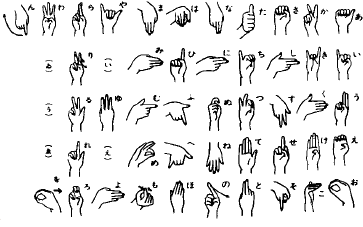 ん わ ら や ま は な た さ か あ
り み ひ に ち し き い
る ゆ む ふ ぬ つ す く う
れ め へ ね て せ け え
を ろ よ も ほ の と そ こ お